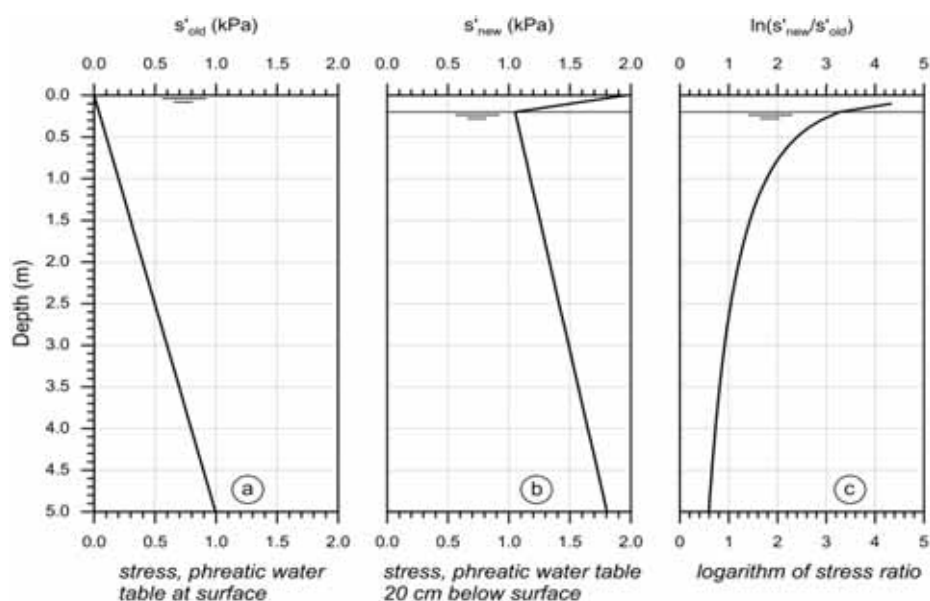 s'old (kPa) s'new (kPa) ln(s'new/s'old)
0.0 0.5 1.0 1.5 2.0 0.0 0.5 1.0 1.5 2.0 0 1 2 3 4 5
0.0
0.5
1.0
1.5
2.0
2.5
3.0
3.5
4.0
4.5
5.0
Depth (m)
a b c
0.0 0.5 1.0 1.5 2.0 0.0 0.5 1.0 1.5 2.0 0 1 2 3 4 5
stress, phreatic water stress, phreatic water table logarithm of stress ratio
table at surface 20 cm below surface